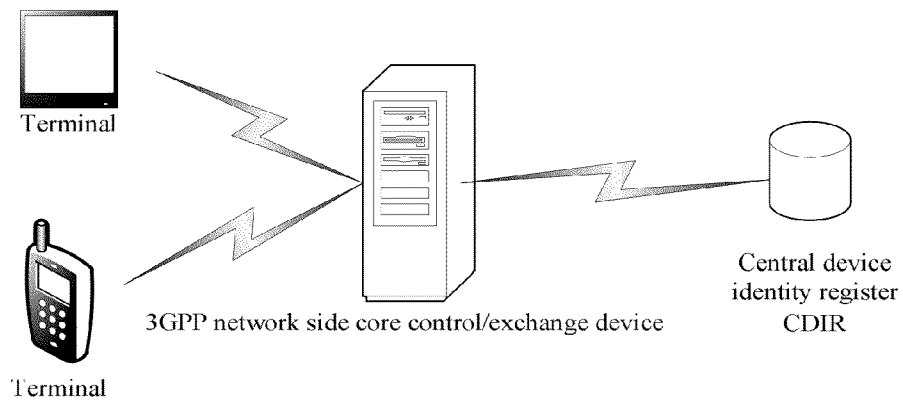 Terminal
Central device
identity register
CDIR
3GPP network side core control/exchange device
Terminal